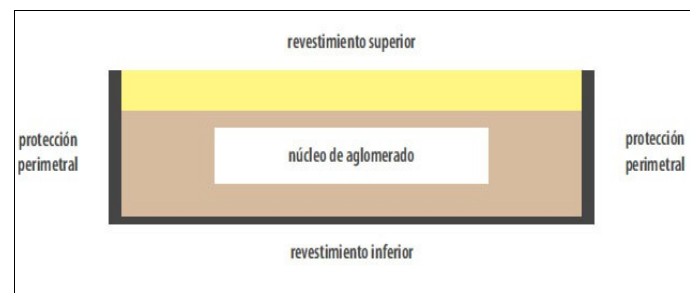 revestimiento superior
protección
perimetral
núcleo de aglomerado
protección
perimetral
revestimiento inferior